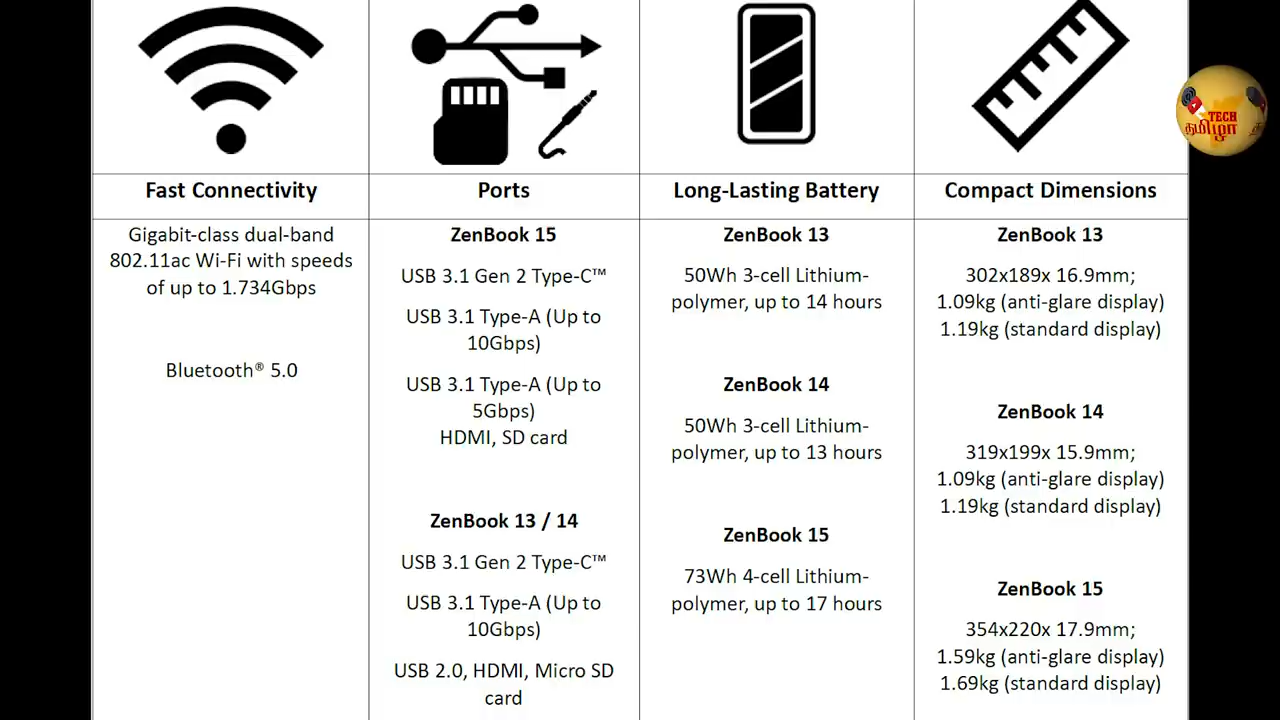 TECH
தமிழா
Fast Connectivity
Ports
Long-Lasting Battery
Compact Dimensions
Gigabit-class dual-band
802.11ac Wi-Fi with speeds
of up to 1.734Gbps
Bluetooth® 5.0
ZenBook 15
USB 3.1 Gen 2 Type-C™
USB 3.1 Type-A (Up to
10Gbps)
USB 3.1 Type-A (Up to
5Gbps)
HDMI, SD card
ZenBook 13 / 14
USB 3.1 Gen 2 Type-C™
USB 3.1 Type-A (Up to
10Gbps)
USB 2.0, HDMI, Micro SD
card
ZenBook 13
50Wh 3-cell Lithium-
polymer, up to 14 hours
ZenBook 14
50Wh 3-cell Lithium-
polymer, up to 13 hours
ZenBook 15
73Wh 4-cell Lithium-
polymer, up to 17 hours
ZenBook 13
302x189x 16.9mm;
1.09kg (anti-glare display)
1.19kg (standard display)
ZenBook 14
319x199x 15.9mm;
1.09kg (anti-glare display)
1.19kg (standard display)
ZenBook 15
354x220x 17.9mm;
1.59kg (anti-glare display)
1.69kg (standard display)